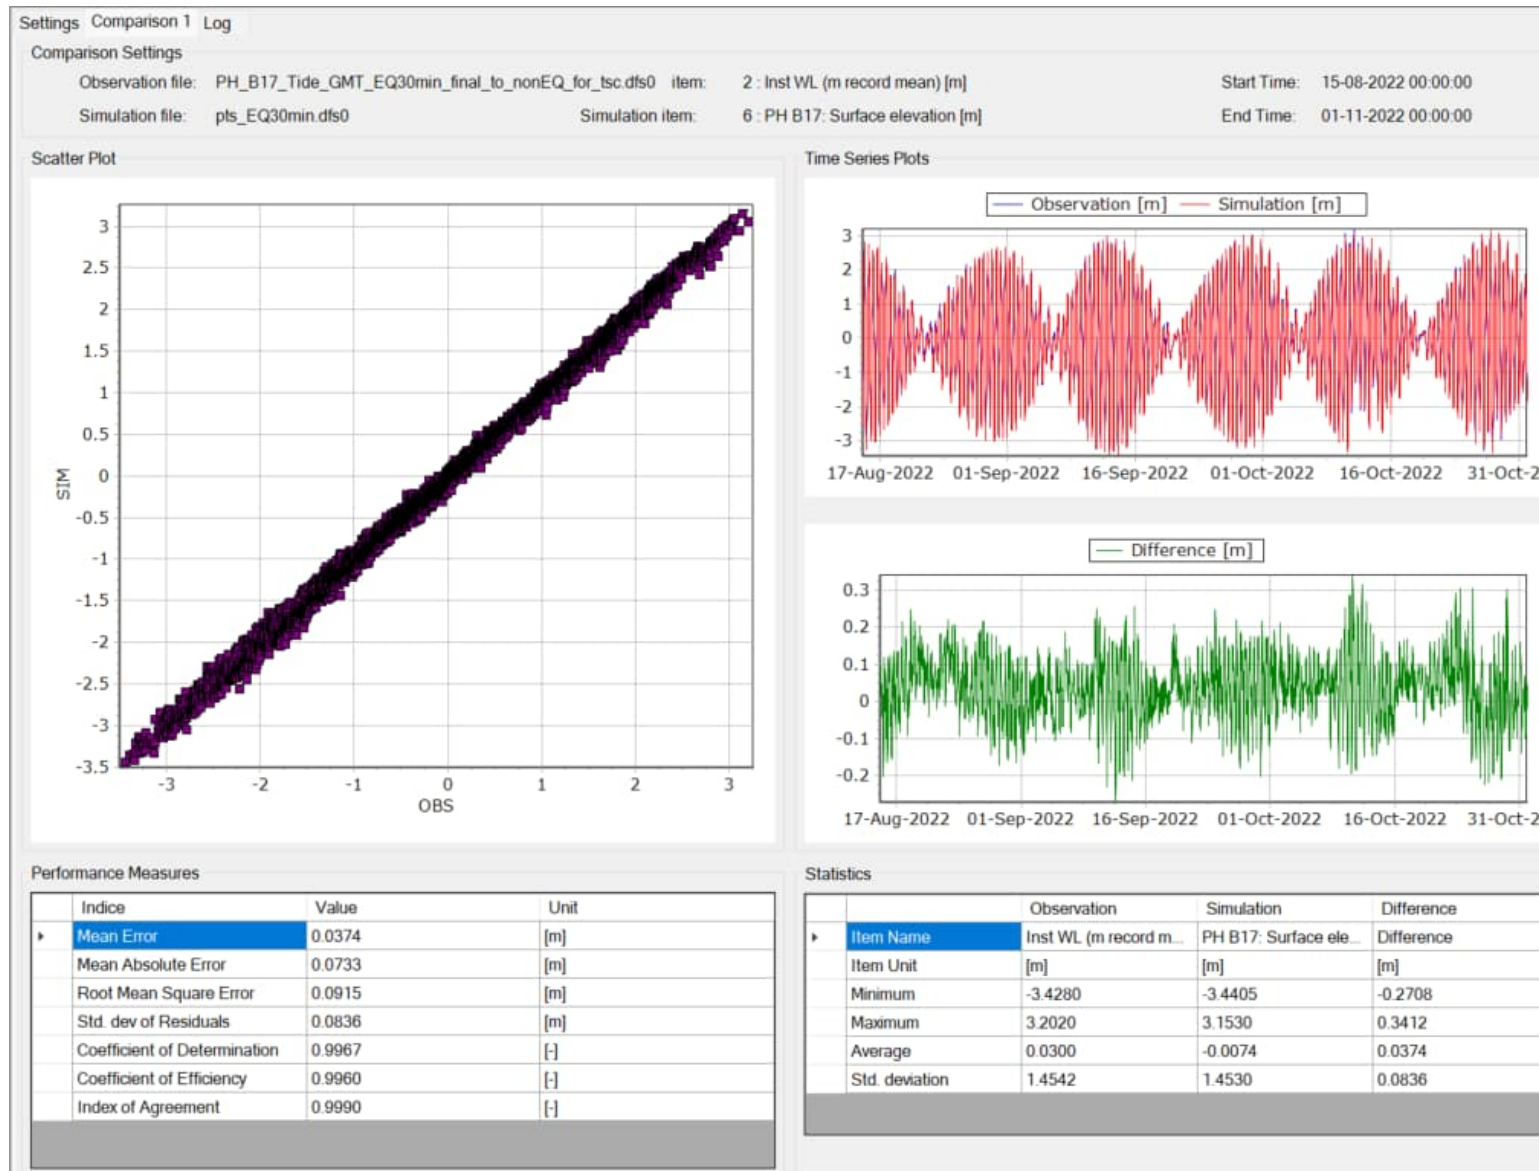 Settings Comparison 1 Log
Comparison Settings
Observation file: PH_B17_Tide_GMT_EQ30min_final_to_nonEQ_for_tsc.dfs0 item: 2 : Inst WL (m record mean) [m] Start Time: 15-08-2022 00:00:00
Simulation file: pts_EQ30min.dfs0 Simulation item: 6 : PH B17: Surface elevation [m] End Time: 01-11-2022 00:00:00
Scatter Plot
3
2.5
2
1.5
1
0.5
0
-0.5
-1
-1.5
-2
-2.5
-3
-3.5
SIM
-3 -2 -1 0 1 2 3
OBS
Time Series Plots
Observation [m] Simulation [m]
3
2
1
0
-1
-2
-3
17-Aug-2022 01-Sep-2022 16-Sep-2022 01-Oct-2022 16-Oct-2022 31-Oct-2
Difference [m]
0.3
0.2
0.1
0
-0.1
-0.2
17-Aug-2022 01-Sep-2022 16-Sep-2022 01-Oct-2022 16-Oct-2022 31-Oct-2
Performance Measures
Indice Value Unit
Mean Error 0.0374 [m]
Mean Absolute Error 0.0733 [m]
Root Mean Square Error 0.0915 [m]
Std. dev of Residuals 0.0836 [m]
Coefficient of Determination 0.9967 [-]
Coefficient of Efficiency 0.9960 [-]
Index of Agreement 0.9990 [-]
Statistics
Observation Simulation Difference
Item Name Inst WL (m record m... PH B17: Surface ele... Difference
Item Unit [m] [m] [m]
Minimum -3.4280 -3.4405 -0.2708
Maximum 3.2020 3.1530 0.3412
Average 0.0300 -0.0074 0.0374
Std. deviation 1.4542 1.4530 0.0836